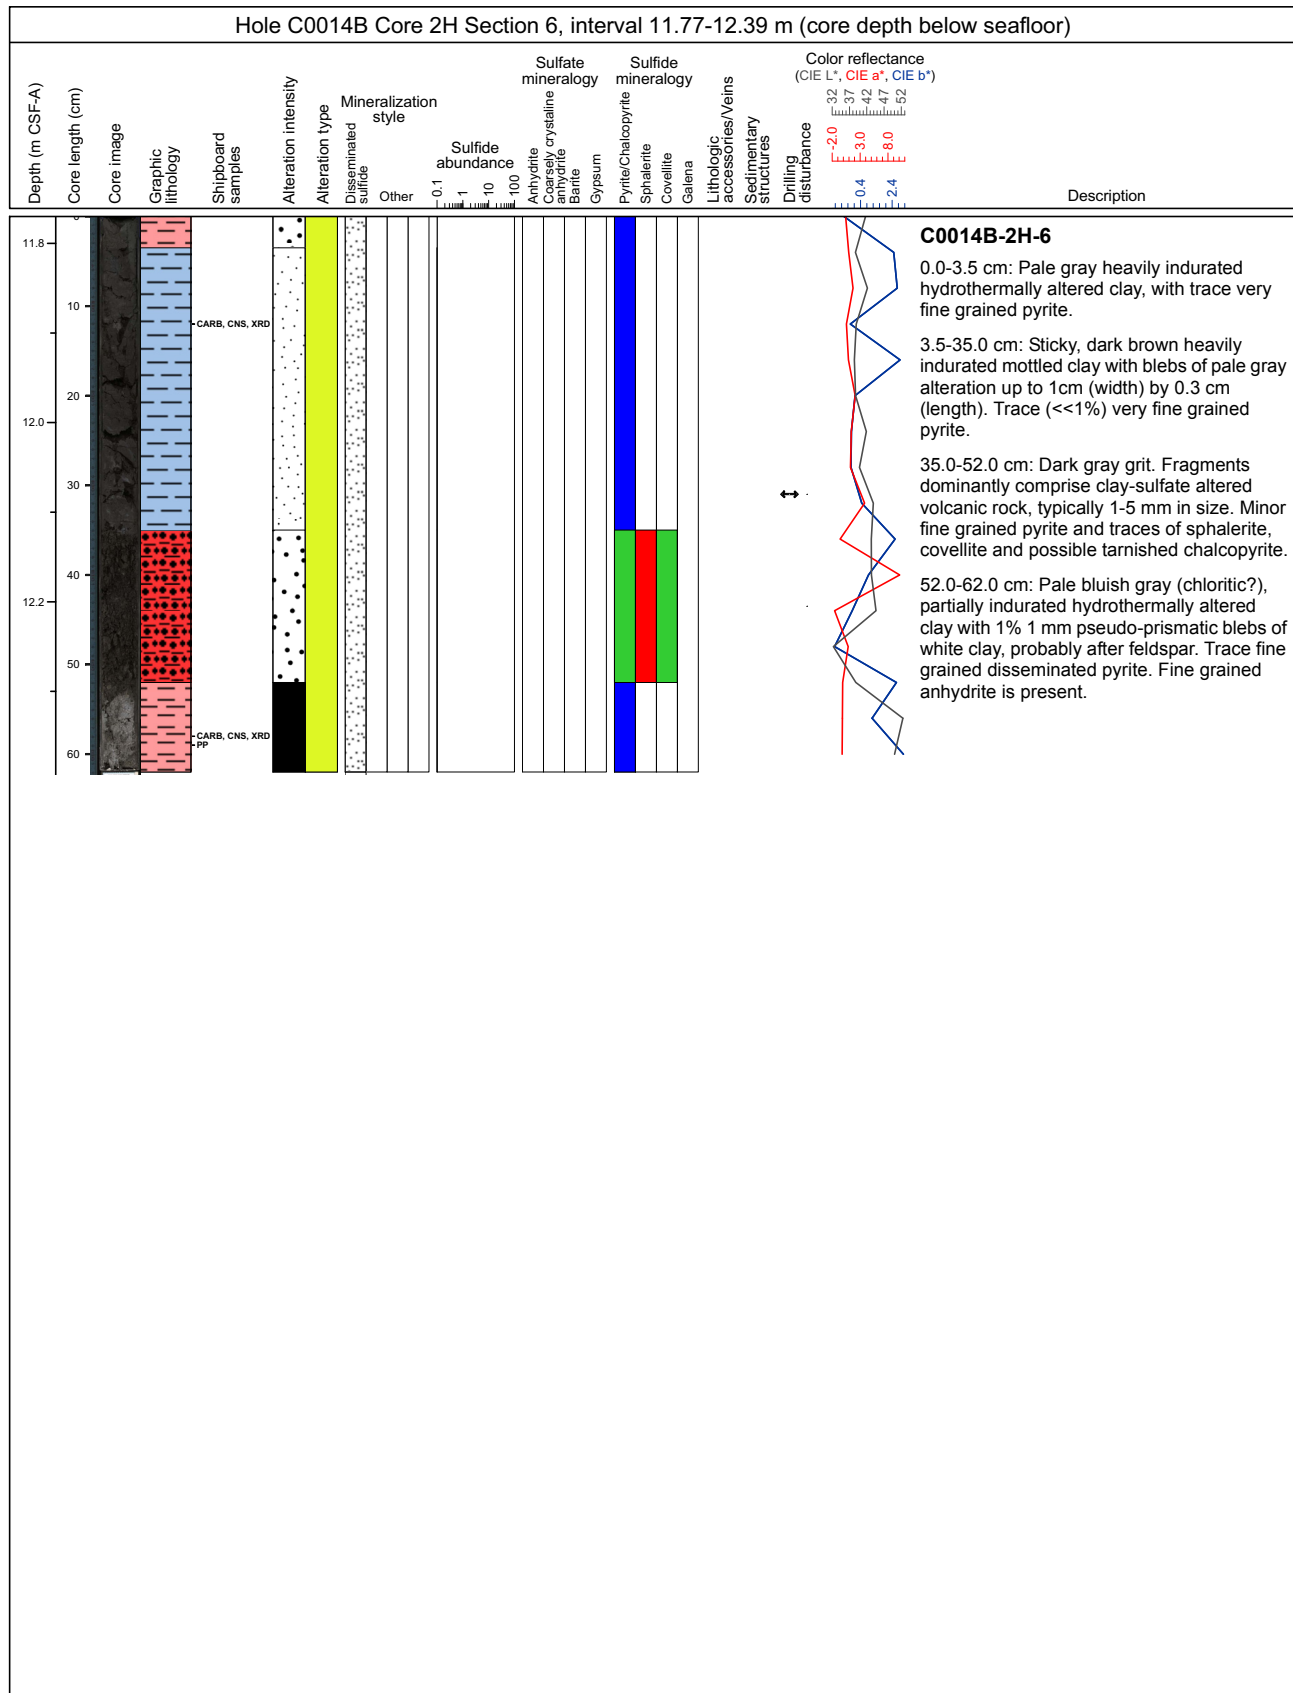 Hole C0014B Core 2H Section 6, interval 11.77-12.39 m (core depth below seafloor)
Depth (m CSF-A)
Core length (cm)
Core image
Graphic
lithology
Shipboard
samples
Alteration intensity
Alteration type
Mineralization
style
Disseminated
sulfide
Other
Sulfide
abundance
0.1
1
10
100
Sulfate
mineralogy
Anhydrite
Coarsely crystaline
anhydrite
Barite
Gypsum
Sulfide
mineralogy
Pyrite/Chalcopyrite
Sphalerite
Covellite
Galena
Lithologic
accessories/Veins
Sedimentary
structures
Drilling
disturbance
Color reflectance
(CIE L*, CIE a*, CIE b*)
32
37
42
47
52
-2.0
3.0
8.0
0.4
2.4
Description
0
11.8
10
20
12.0
30
40
12.2
50
60
CARB, CNS, XRD
CARB, CNS, XRD
PP
C0014B-2H-6
0.0-3.5 cm: Pale gray heavily indurated
hydrothermally altered clay, with trace very
fine grained pyrite.
3.5-35.0 cm: Sticky, dark brown heavily
indurated mottled clay with blebs of pale gray
alteration up to 1cm (width) by 0.3 cm
(length). Trace (<<1%) very fine grained
pyrite.
35.0-52.0 cm: Dark gray grit. Fragments
dominantly comprise clay-sulfate altered
volcanic rock, typically 1-5 mm in size. Minor
fine grained pyrite and traces of sphalerite,
covellite and possible tarnished chalcopyrite.
52.0-62.0 cm: Pale bluish gray (chloritic?),
partially indurated hydrothermally altered
clay with 1% 1 mm pseudo-prismatic blebs of
white clay, probably after feldspar. Trace fine
grained disseminated pyrite. Fine grained
anhydrite is present.